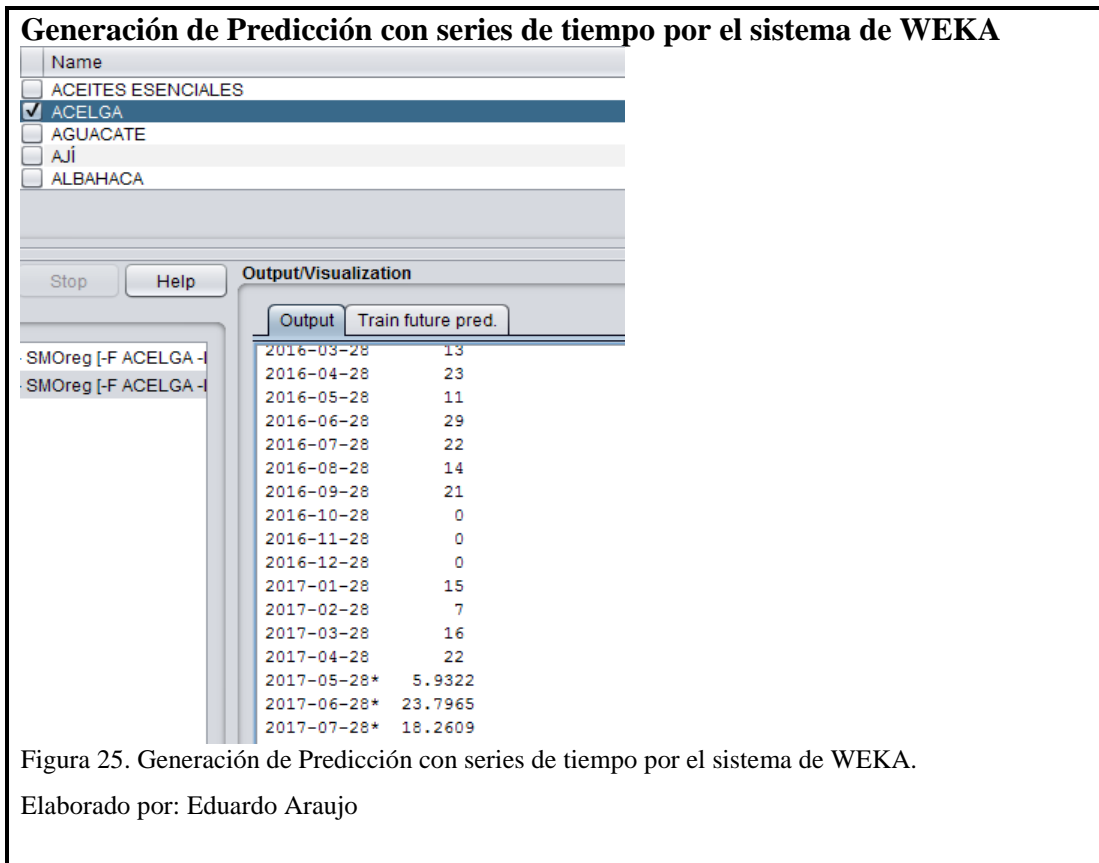 Generación de Predicción con series de tiempo por el sistema de WEKA
Name
ACEITES ESENCIALES
ACELGA
AGUACATE
AJÍ
ALBAHACA
Stop Help
Output/Visualization
Output Train future pred.
SMOreg [-F ACELGA -
SMOreg [-F ACELGA -
2016-03-28 13
2016-04-28 23
2016-05-28 11
2016-06-28 29
2016-07-28 22
2016-08-28 14
2016-09-28 21
2016-10-28 0
2016-11-28 0
2016-12-28 0
2017-01-28 15
2017-02-28 7
2017-03-28 16
2017-04-28 22
2017-05-28* 5.9322
2017-06-28* 23.7965
2017-07-28* 18.2609
Figura 25. Generación de Predicción con series de tiempo por el sistema de WEKA.
Elaborado por: Eduardo Araujo